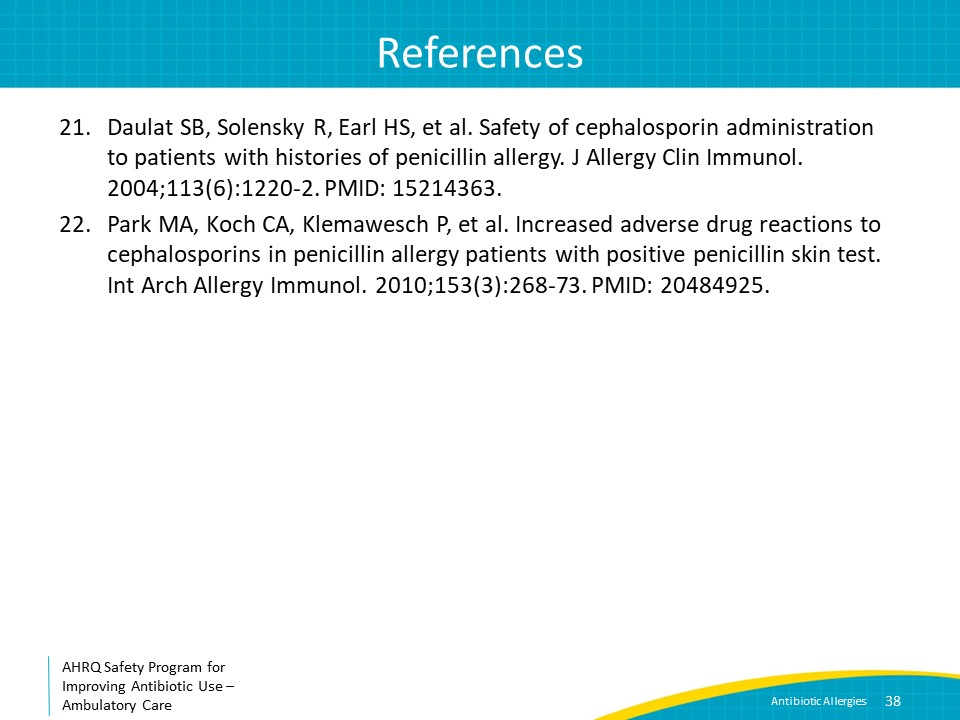 References
21. Daulat SB, Solensky R, Earl HS, et al. Safety of cephalosporin administration
to patients with histories of penicillin allergy. J Allergy Clin Immunol.
2004;113(6):1220-2. PMID: 15214363.
22. Park MA, Koch CA, Klemawesch P, et al. Increased adverse drug reactions to
cephalosporins in penicillin allergy patients with positive penicillin skin test.
Int Arch Allergy Immunol. 2010;153(3):268-73. PMID: 20484925.
AHRQ Safety Program for
Improving Antibiotic Use –
Ambulatory Care
Antibiotic Allergies 38